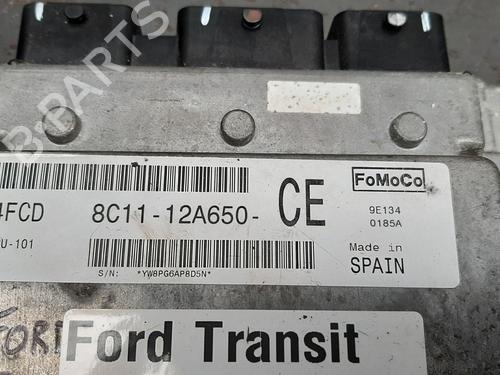 B-PARTS
FoMoCo
4FCD 8C11-12A650- CE
9E134
0185A
U-101
Made in
SPAIN
S/N: *YW8PG6AP8D5N*
Ford Transit